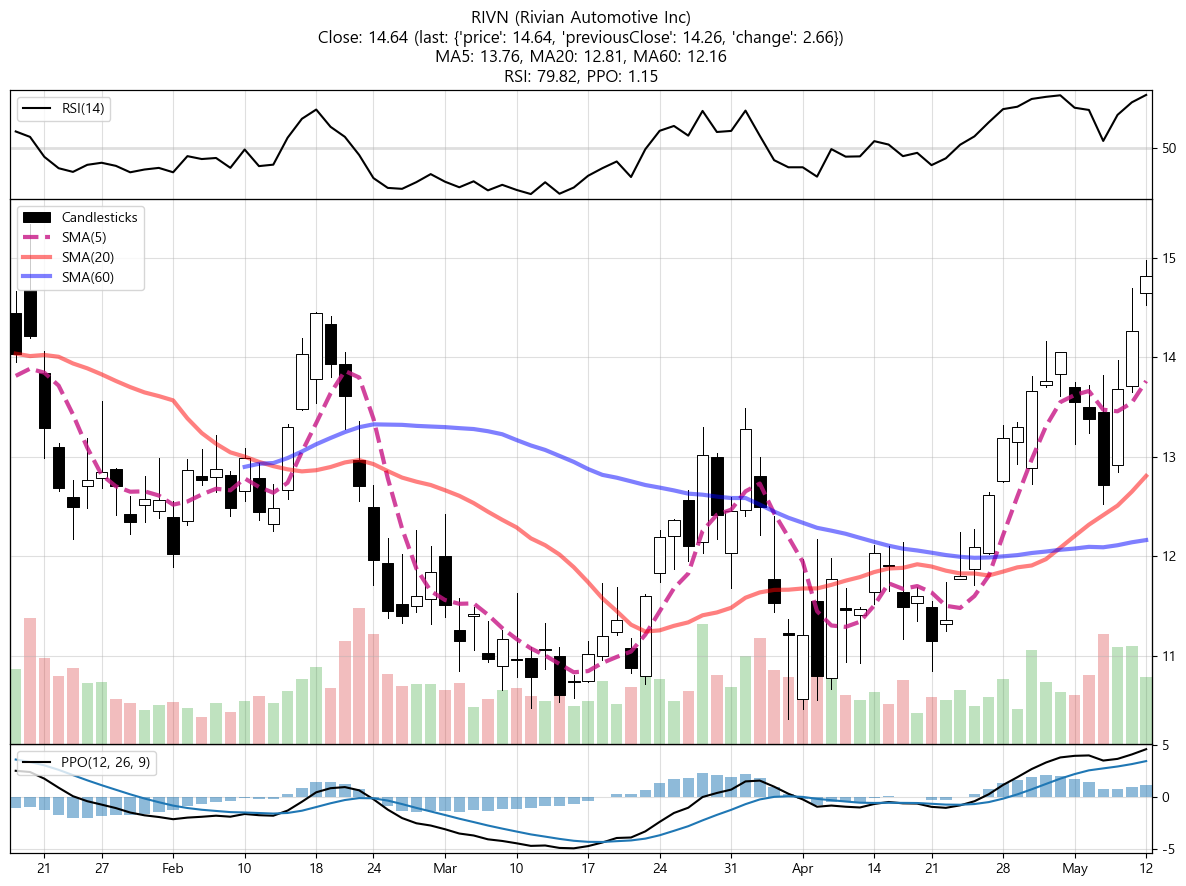 RIVN (Rivian Automotive Inc)
Close: 14.64 (last: {'price': 14.64, 'previousClose': 14.26, 'change': 2.66})
MA5: 13.76, MA20: 12.81, MA60: 12.16
RSI: 79.82, PPO: 1.15
RSI(14)
50
Candlesticks
SMA(5)
SMA(20)
SMA(60)
15
14
13
12
11
PPO(12, 26, 9)
5
0
-5
21 27 Feb 10 18 24 Mar 10 17 24 31 Apr 14 21 28 May 12